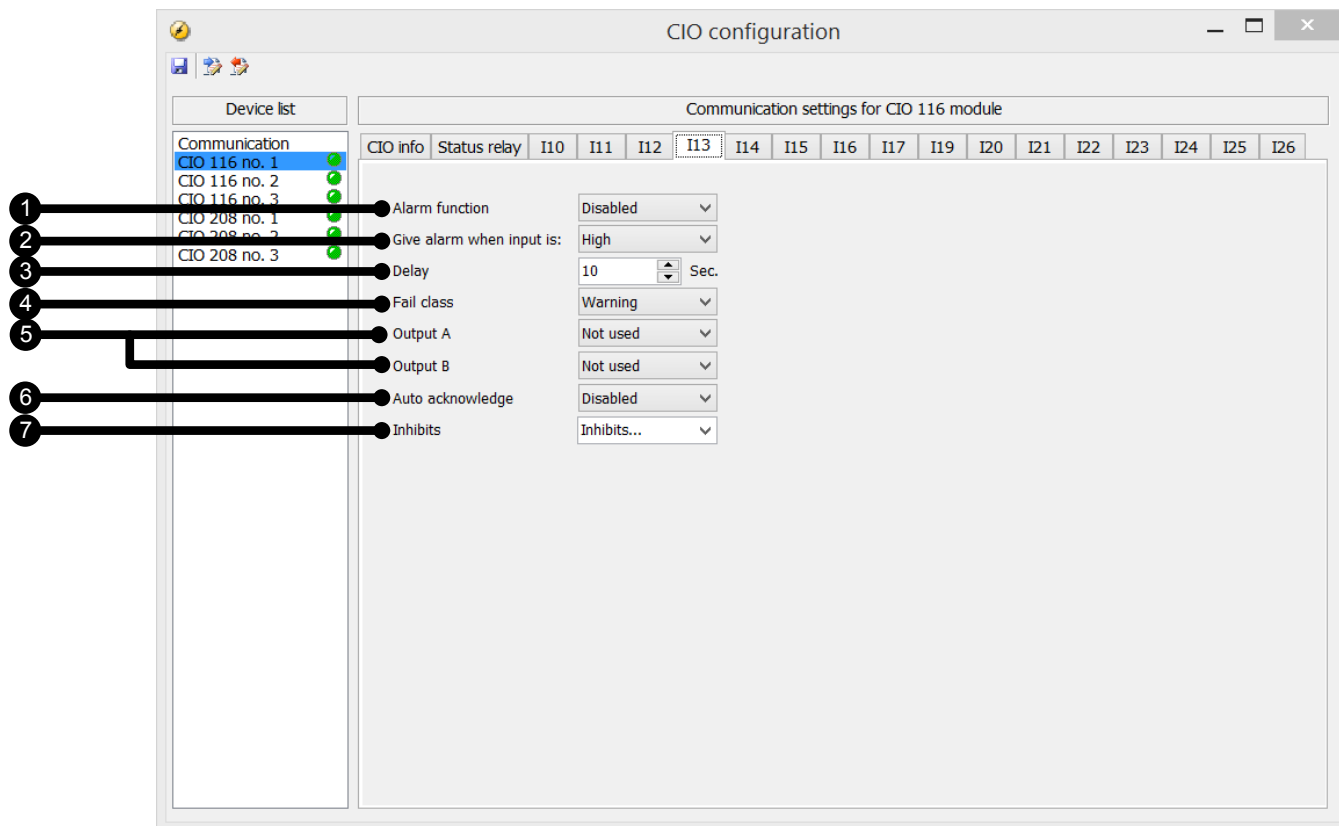 CIO configuration
Device list
Communication settings for CIO 116 module
Communication
CIO 116 no. 1
CIO 116 no. 2
CIO 116 no. 3
CIO 208 no. 1
CIO 208 no. 2
CIO 208 no. 3
CIO info Status relay I10 I11 I12 I13 I14 I15 I16 I17 I19 I20 I21 I22 I23 I24 I25 I26
1 Alarm function Disabled
2 Give alarm when input is: High
3 Delay 10 Sec.
4 Fail class Warning
5 Output A Not used
Output B Not used
6 Auto acknowledge Disabled
7 Inhibits Inhibits...